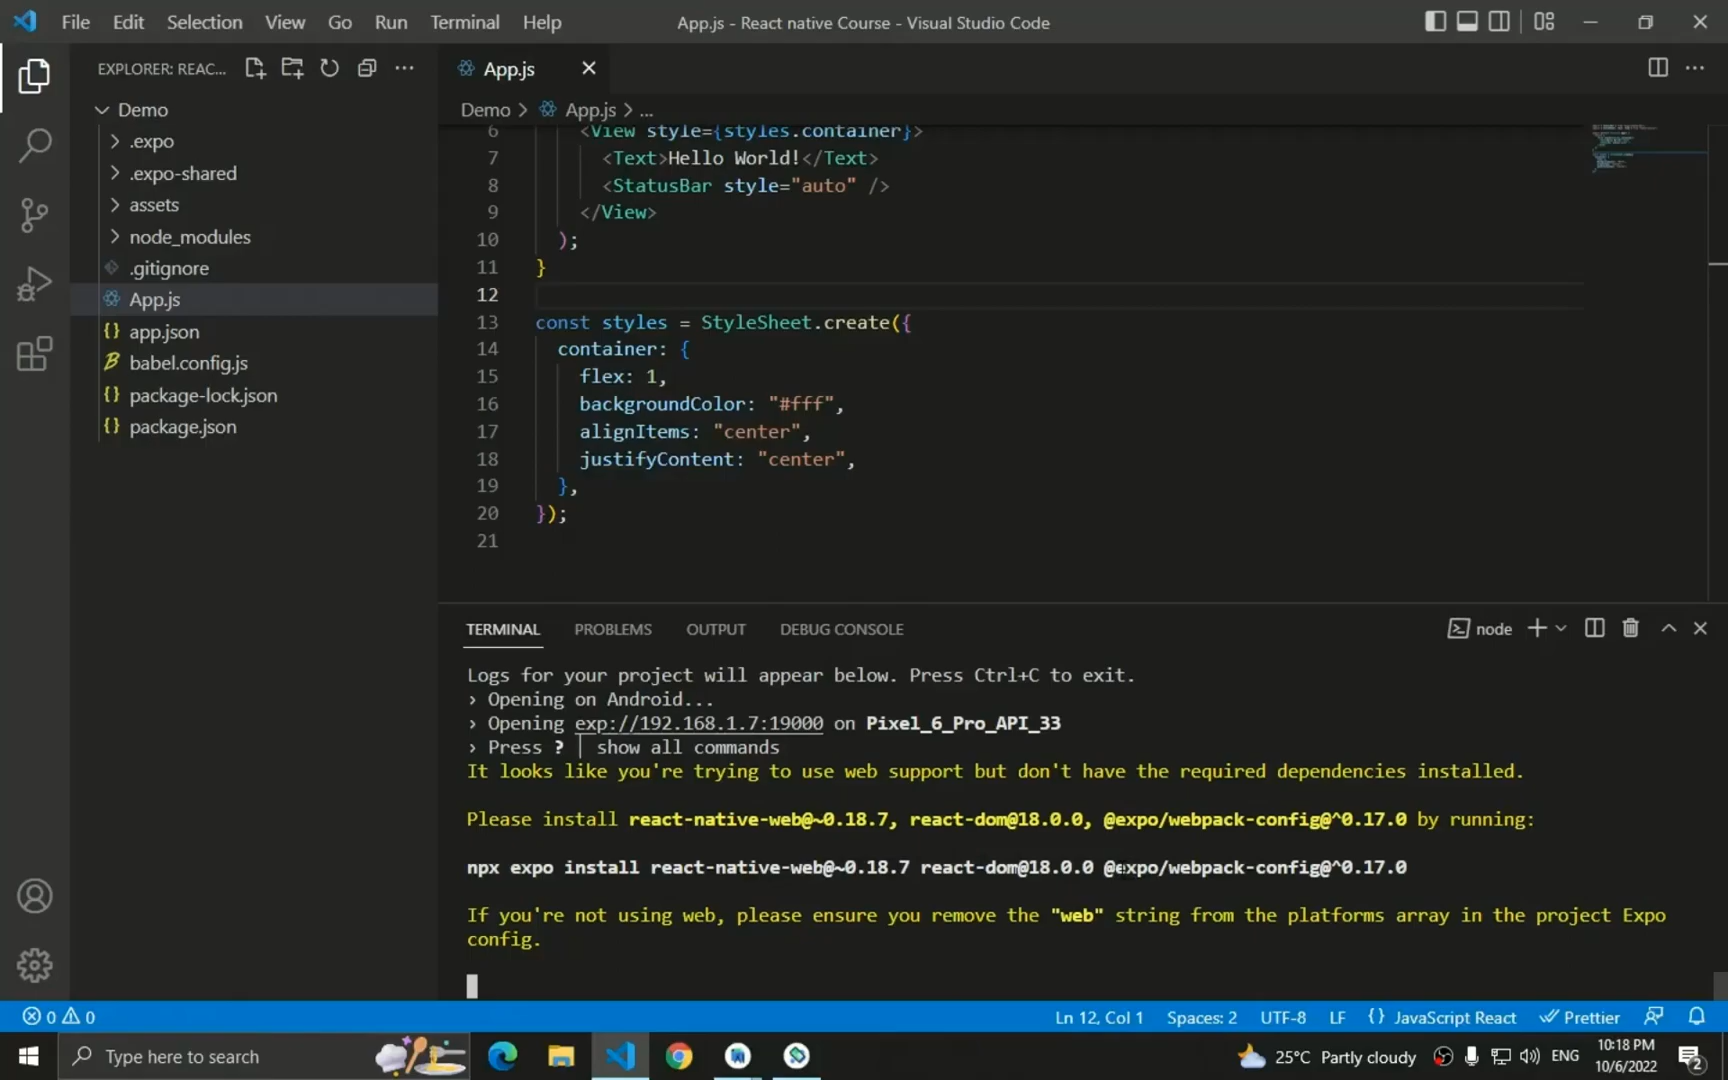 File Edit Selection View Go Run Terminal Help
App.js - React native Course - Visual Studio Code
EXPLORER: REAC...
App.js
Demo
.expo
.expo-shared
assets
node_modules
.gitignore
App.js
app.json
babel.config.js
package-lock.json
package.json
Demo > App.js > ...
6 <View style={styles.container}>
7 <Text>Hello World!</Text>
8 <StatusBar style="auto" />
9 </View>
10 );
11 }
12
13 const styles = StyleSheet.create({
14 container: {
15 flex: 1,
16 backgroundColor: "#fff",
17 alignItems: "center",
18 justifyContent: "center",
19 },
20 });
21
TERMINAL PROBLEMS OUTPUT DEBUG CONSOLE
node
Logs for your project will appear below. Press Ctrl+C to exit.
› Opening on Android...
› Opening exp://192.168.1.7:19000 on Pixel_6_Pro_API_33
› Press ? │ show all commands
It looks like you're trying to use web support but don't have the required dependencies installed.
Please install react-native-web@~0.18.7, react-dom@18.0.0, @expo/webpack-config@^0.17.0 by running:
npx expo install react-native-web@~0.18.7 react-dom@18.0.0 @expo/webpack-config@^0.17.0
If you're not using web, please ensure you remove the "web" string from the platforms array in the project Expo
config.
0 0
Ln 12, Col 1 Spaces: 2 UTF-8 LF {} JavaScript React Prettier
Type here to search
25°C Partly cloudy
ENG
10:18 PM
10/6/2022
2